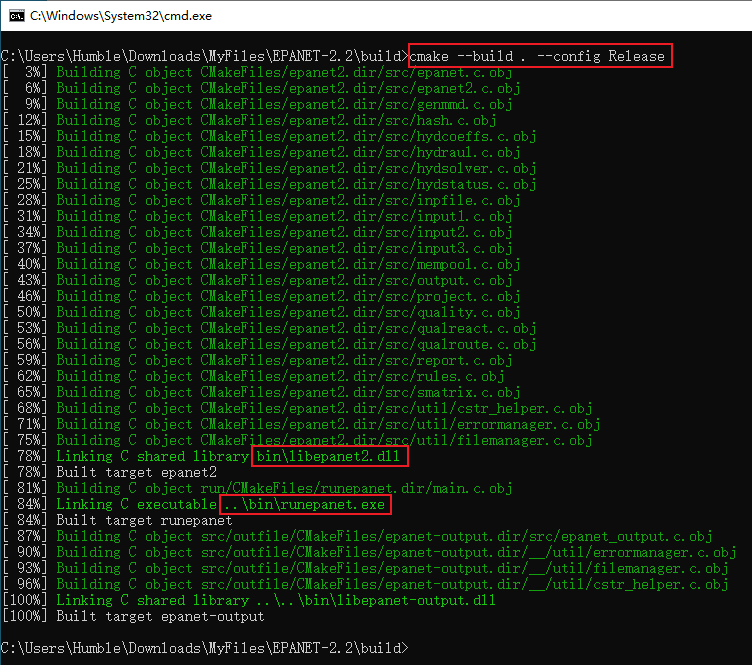 C:\Windows\System32\cmd.exe
C:\Users\Humble\Downloads\MyFiles\EPANET-2.2\build>cmake --build . --config Release
[  3%] Building C object CMakeFiles/epanet2.dir/src/epanet.c.obj
[  6%] Building C object CMakeFiles/epanet2.dir/src/epanet2.c.obj
[  9%] Building C object CMakeFiles/epanet2.dir/src/genmmd.c.obj
[ 12%] Building C object CMakeFiles/epanet2.dir/src/hash.c.obj
[ 15%] Building C object CMakeFiles/epanet2.dir/src/hydcoeffs.c.obj
[ 18%] Building C object CMakeFiles/epanet2.dir/src/hydraul.c.obj
[ 21%] Building C object CMakeFiles/epanet2.dir/src/hydsolver.c.obj
[ 25%] Building C object CMakeFiles/epanet2.dir/src/hydstatus.c.obj
[ 28%] Building C object CMakeFiles/epanet2.dir/src/inpfile.c.obj
[ 31%] Building C object CMakeFiles/epanet2.dir/src/input1.c.obj
[ 34%] Building C object CMakeFiles/epanet2.dir/src/input2.c.obj
[ 37%] Building C object CMakeFiles/epanet2.dir/src/input3.c.obj
[ 40%] Building C object CMakeFiles/epanet2.dir/src/mempool.c.obj
[ 43%] Building C object CMakeFiles/epanet2.dir/src/output.c.obj
[ 46%] Building C object CMakeFiles/epanet2.dir/src/project.c.obj
[ 50%] Building C object CMakeFiles/epanet2.dir/src/quality.c.obj
[ 53%] Building C object CMakeFiles/epanet2.dir/src/qualreact.c.obj
[ 56%] Building C object CMakeFiles/epanet2.dir/src/qualroute.c.obj
[ 59%] Building C object CMakeFiles/epanet2.dir/src/report.c.obj
[ 62%] Building C object CMakeFiles/epanet2.dir/src/rules.c.obj
[ 65%] Building C object CMakeFiles/epanet2.dir/src/smatrix.c.obj
[ 68%] Building C object CMakeFiles/epanet2.dir/src/util/cstr_helper.c.obj
[ 71%] Building C object CMakeFiles/epanet2.dir/src/util/errormanager.c.obj
[ 75%] Building C object CMakeFiles/epanet2.dir/src/util/filemanager.c.obj
[ 78%] Linking C shared library bin\libepanet2.dll
[ 78%] Built target epanet2
[ 81%] Building C object run/CMakeFiles/runepanet.dir/main.c.obj
[ 84%] Linking C executable ..\bin\runepanet.exe
[ 84%] Built target runepanet
[ 87%] Building C object src/outfile/CMakeFiles/epanet-output.dir/src/epanet_output.c.obj
[ 90%] Building C object src/outfile/CMakeFiles/epanet-output.dir/__/util/errormanager.c.obj
[ 93%] Building C object src/outfile/CMakeFiles/epanet-output.dir/__/util/filemanager.c.obj
[ 96%] Building C object src/outfile/CMakeFiles/epanet-output.dir/__/util/cstr_helper.c.obj
[100%] Linking C shared library ..\..\bin\libepanet-output.dll
[100%] Built target epanet-output
C:\Users\Humble\Downloads\MyFiles\EPANET-2.2\build>